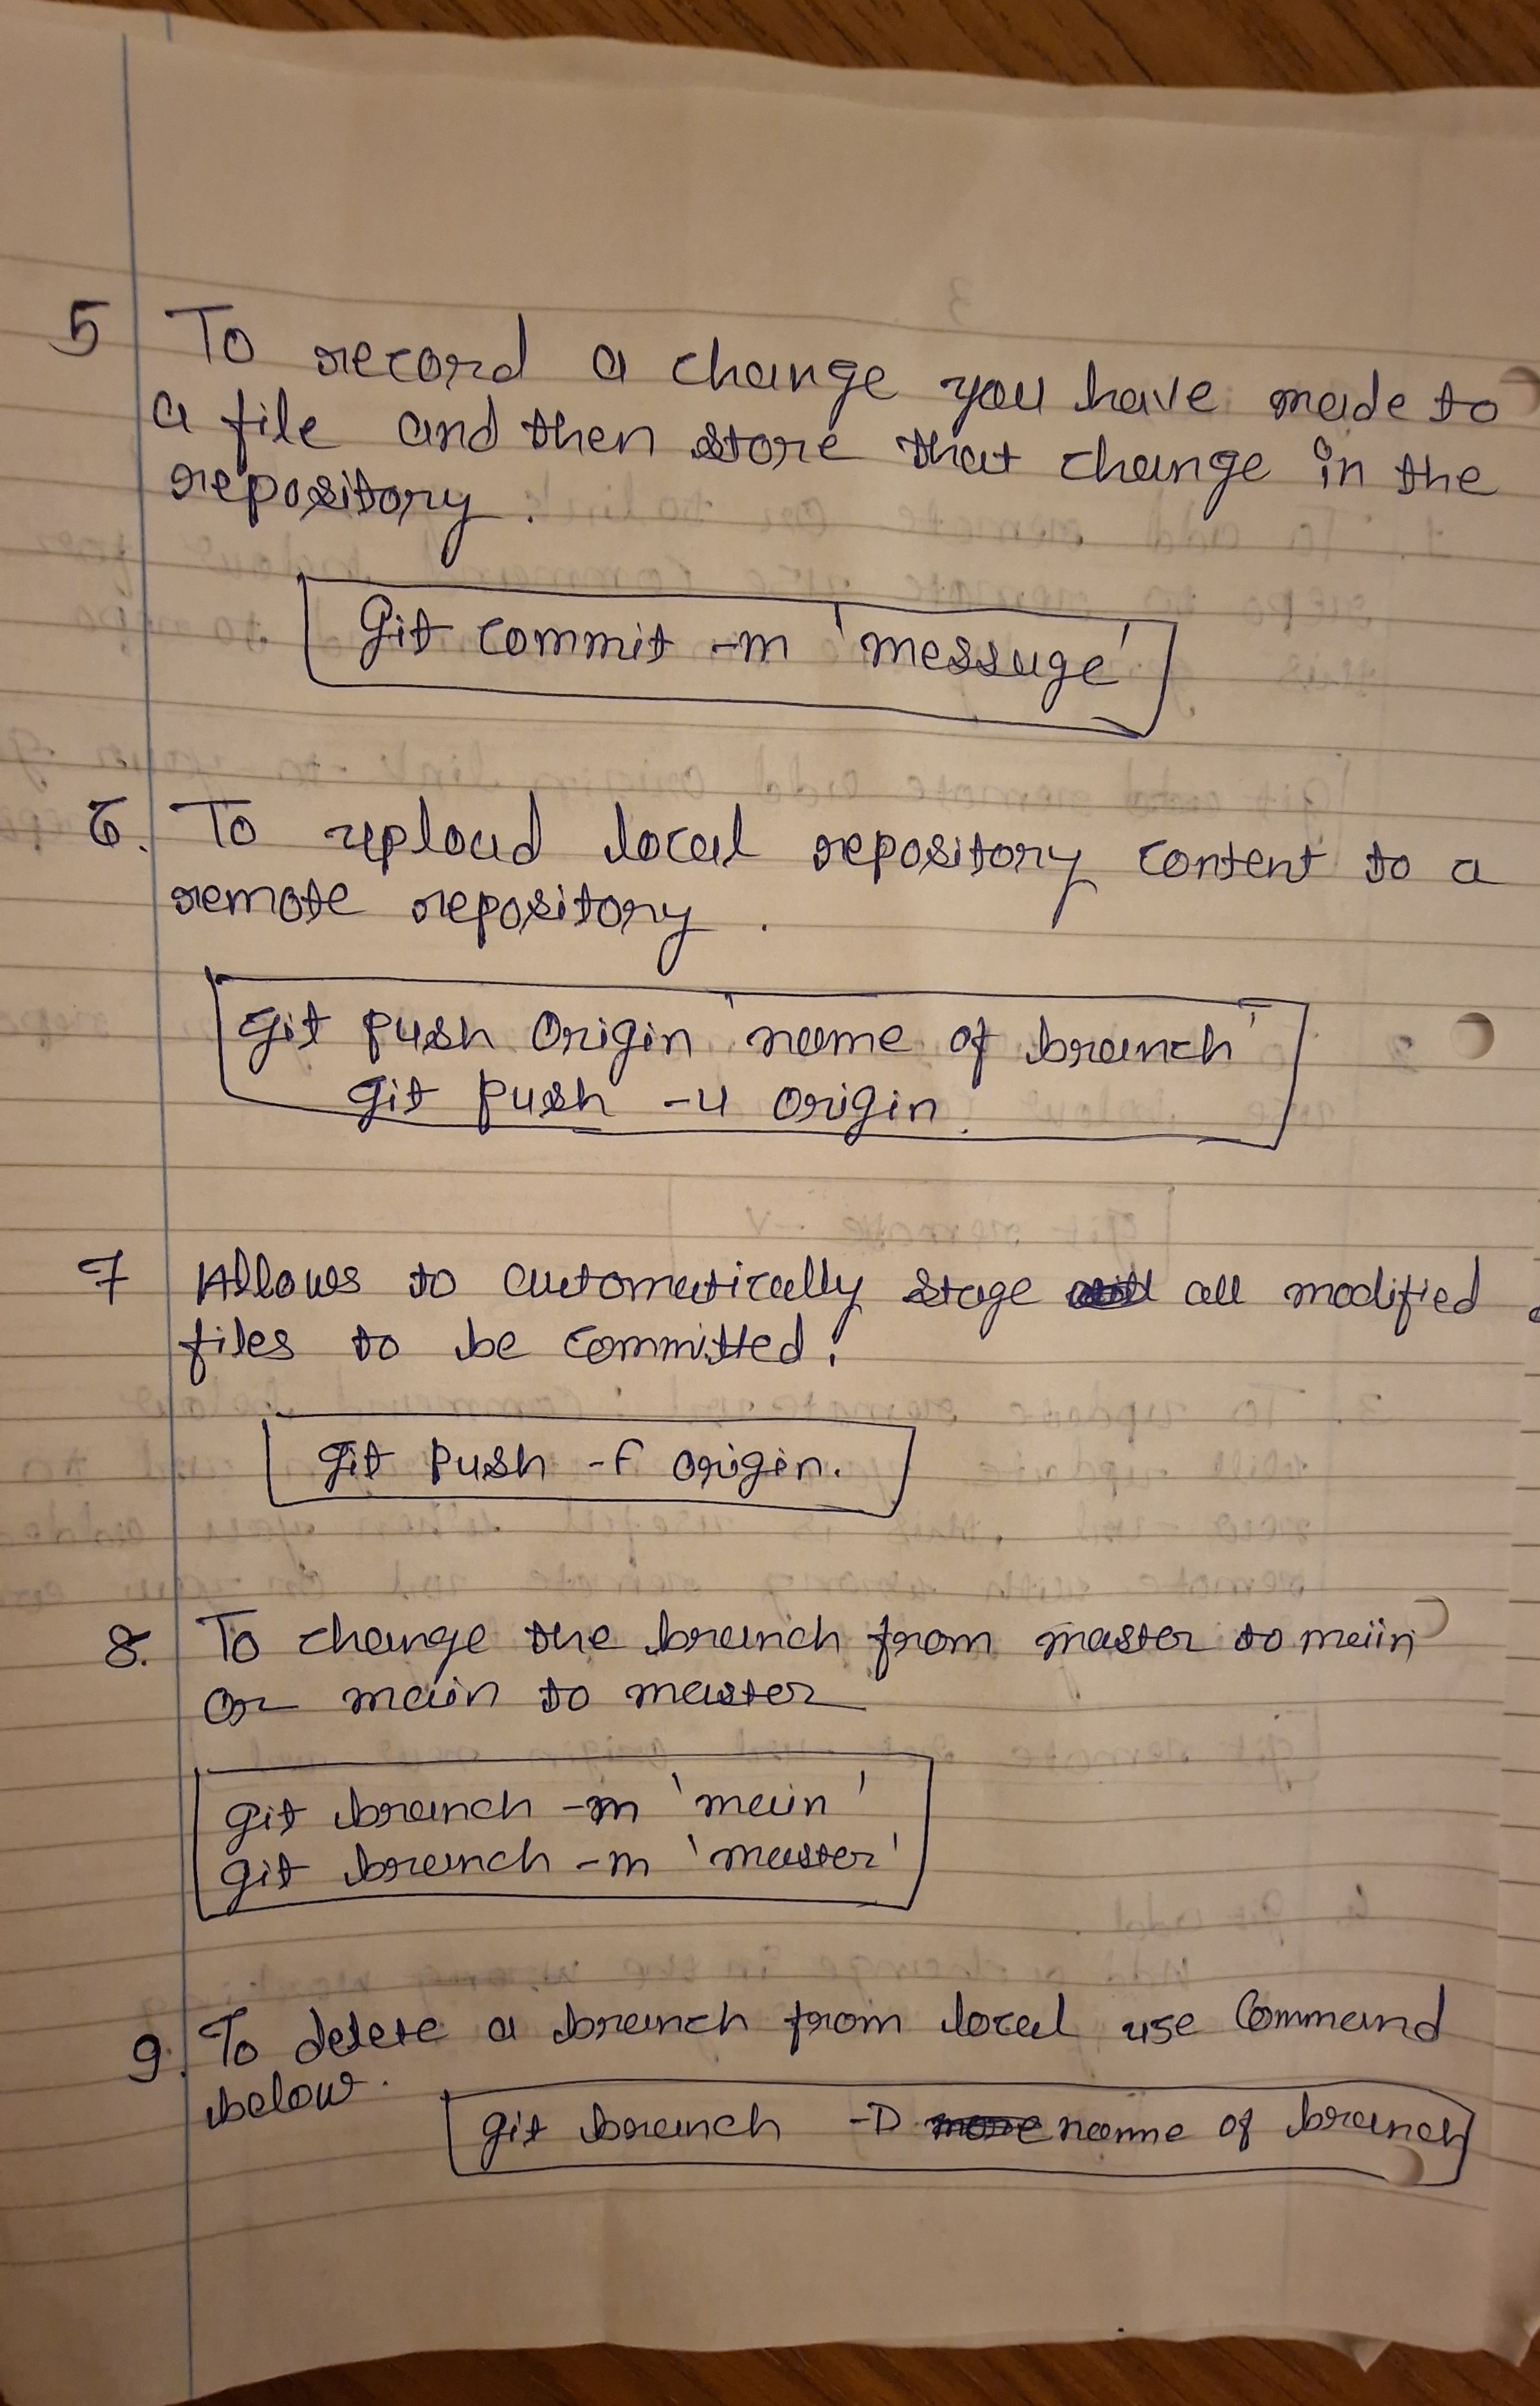 5 To record a change you have made to
a file and then store that change in the
repository.
Git commit -m 'message'
6. To upload local repository content to a
remote repository.
git push origin 'name of branch'
git push -u origin
7 Allows to automatically stage all modified
files to be committed.
git push -f origin.
8. To change the branch from master to main
or main to master
git branch -m 'main'
git branch -m 'master'
9. To delete a branch from local use command
below.
git branch -D name of branch